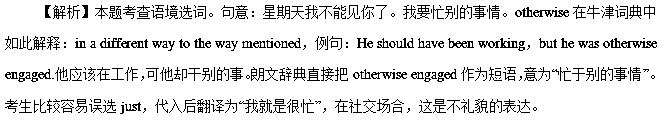 【解析】本题考查语境选词。句意：星期天我不能见你了。我要忙别的事情。otherwise 在牛津词典中
如此解释：in a different way to the way mentioned，例句：He should have been working，but he was otherwise
engaged.他应该在工作，可他却干别的事。朗文辞典直接把 otherwise engaged 作为短语，意为“忙于别的事情”。
考生比较容易误选 just，代入后翻译为“我就是很忙”，在社交场合，这是不礼貌的表达。